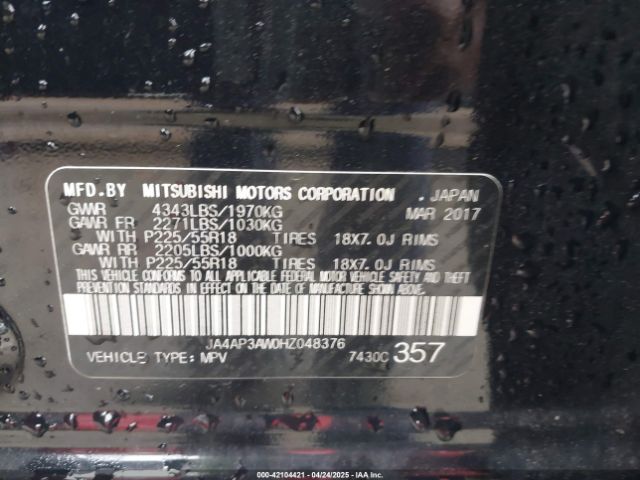 MFD.BY MITSUBISHI MOTORS CORPORATION , JAPAN
GVWR 4343LBS/1970KG MAR 2017
GAWR FR 2271LBS/1030KG
WITH P225/55R18 TIRES 18X7.0J RIMS
GAWR RR 2205LBS/1000KG
WITH P225/55R18 TIRES 18X7.0J RIMS
THIS VEHICLE CONFORMS TO ALL APPLICABLE FEDERAL MOTOR VEHICLE SAFETY AND THEFT
PREVENTION STANDARDS IN EFFECT ON THE DATE OF MANUFACTURE SHOWN ABOVE.
JA4AP3AW0HZ048376
VEHICLE TYPE: MPV 7430C 357
000-42104421 - 04/24/2025 - IAA Inc.